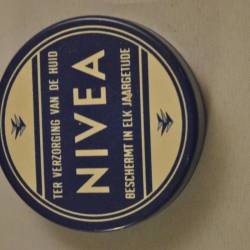 TER VERZORGING VAN DE HUID
NIVEA
BESCHERMT IN ELK JAARGETIJDE